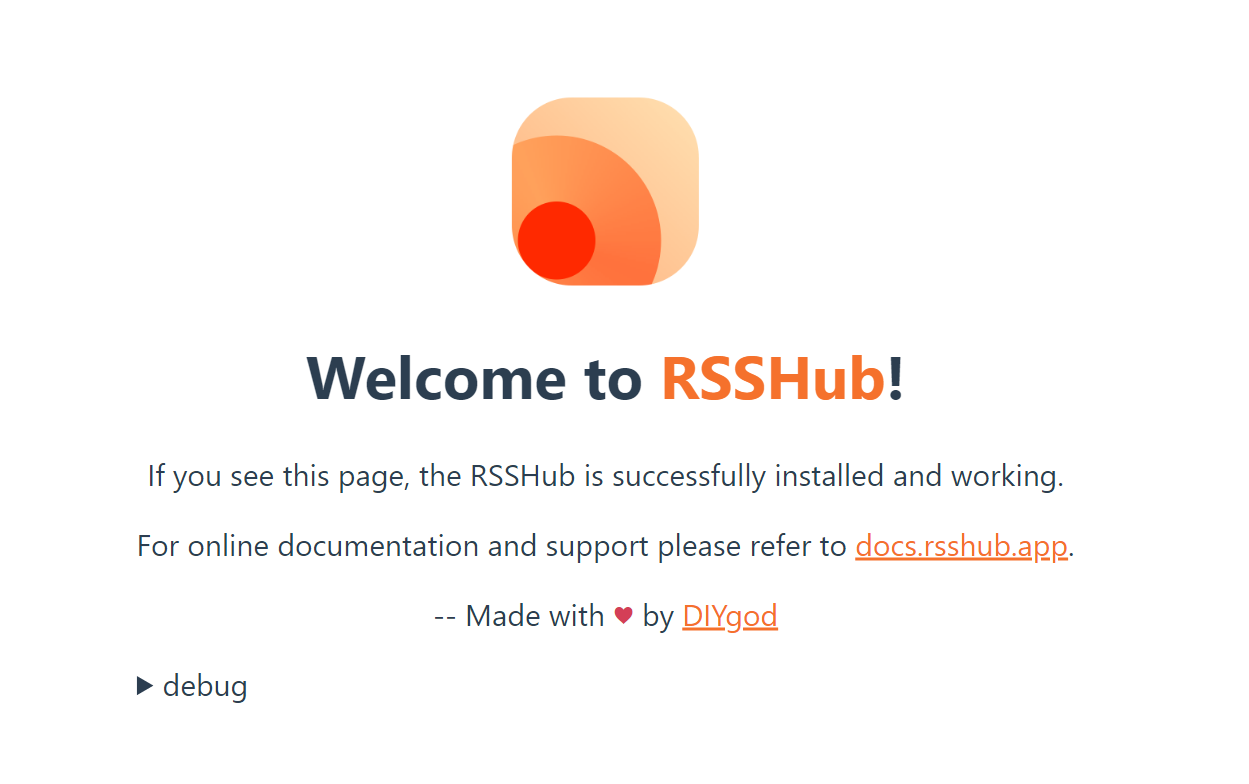 Welcome to RSSHub!
If you see this page, the RSSHub is successfully installed and working.
For online documentation and support please refer to docs.rsshub.app.
-- Made with ♥ by DIYgod
▶ debug